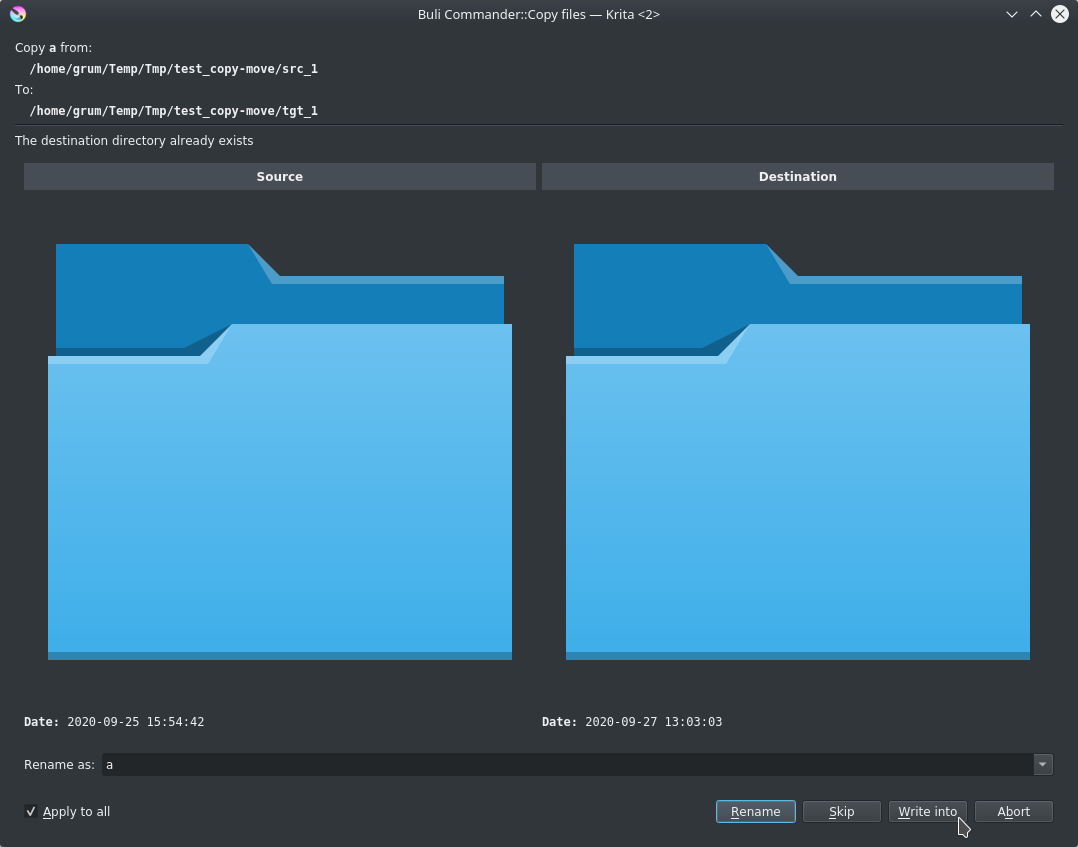 Buli Commander::Copy files — Krita <2>
Copy a from:
/home/grum/Temp/Tmp/test_copy-move/src_1
To:
/home/grum/Temp/Tmp/test_copy-move/tgt_1
The destination directory already exists
Source Destination
Date: 2020-09-25 15:54:42 Date: 2020-09-27 13:03:03
Rename as: a
Apply to all Rename Skip Write into Abort